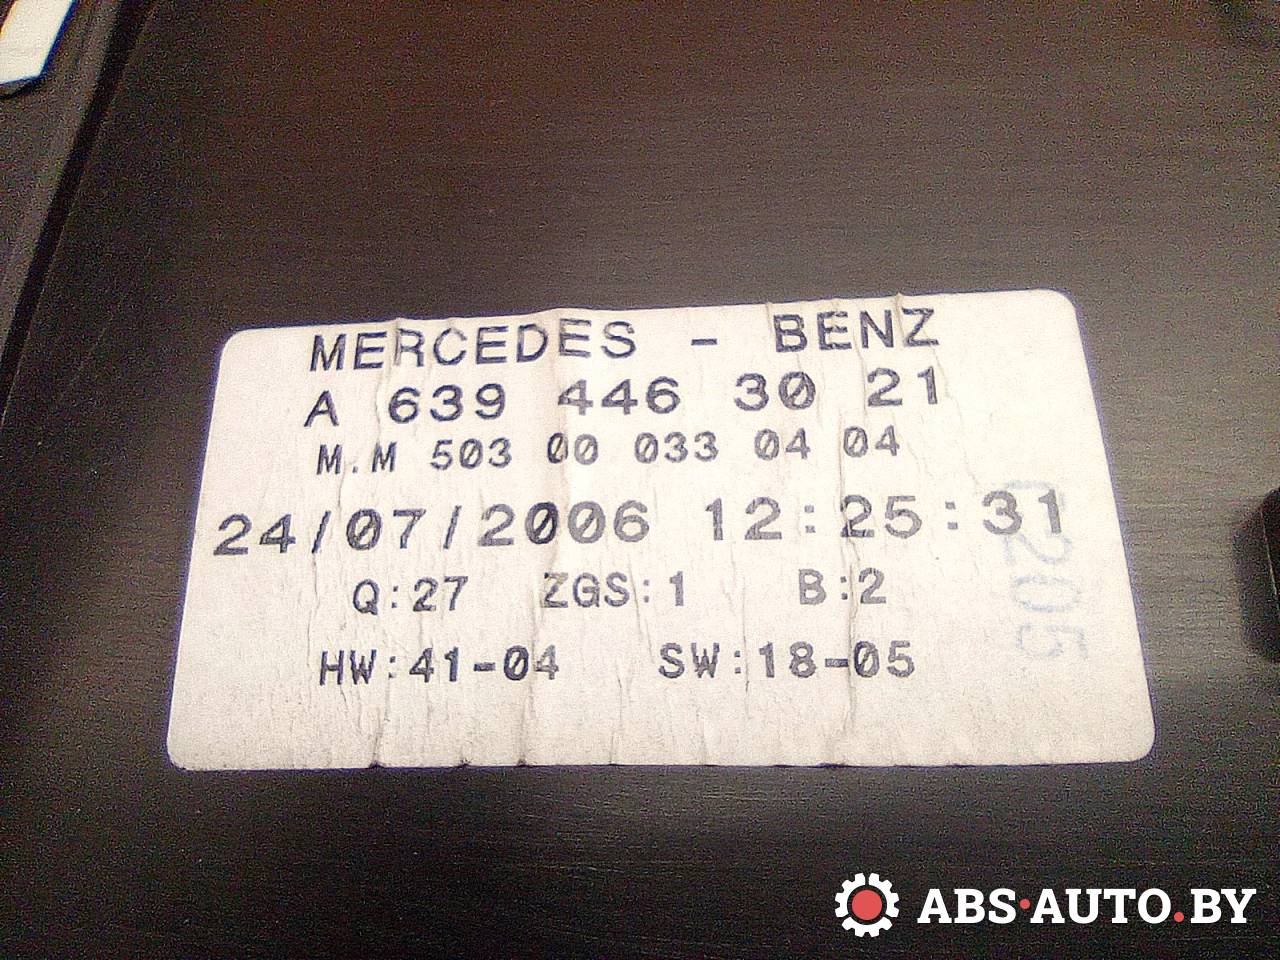 MERCEDES - BENZ
A 639 446 30 21
M.M 503 00 033 04 04
24/07/2006 12:25:31
Q:27 ZGS:1 B:2
HW:41-04 SW:18-05
0205
ABS·AUTO.BY